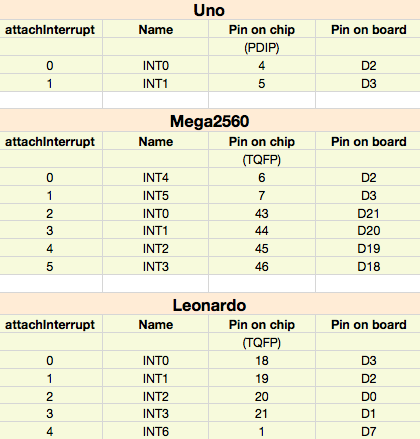 Uno
attachInterrupt Name Pin on chip Pin on board
(PDIP)
0 INT0 4 D2
1 INT1 5 D3
Mega2560
attachInterrupt Name Pin on chip Pin on board
(TQFP)
0 INT4 6 D2
1 INT5 7 D3
2 INT0 43 D21
3 INT1 44 D20
4 INT2 45 D19
5 INT3 46 D18
Leonardo
attachInterrupt Name Pin on chip Pin on board
(TQFP)
0 INT0 18 D3
1 INT1 19 D2
2 INT2 20 D0
3 INT3 21 D1
4 INT6 1 D7